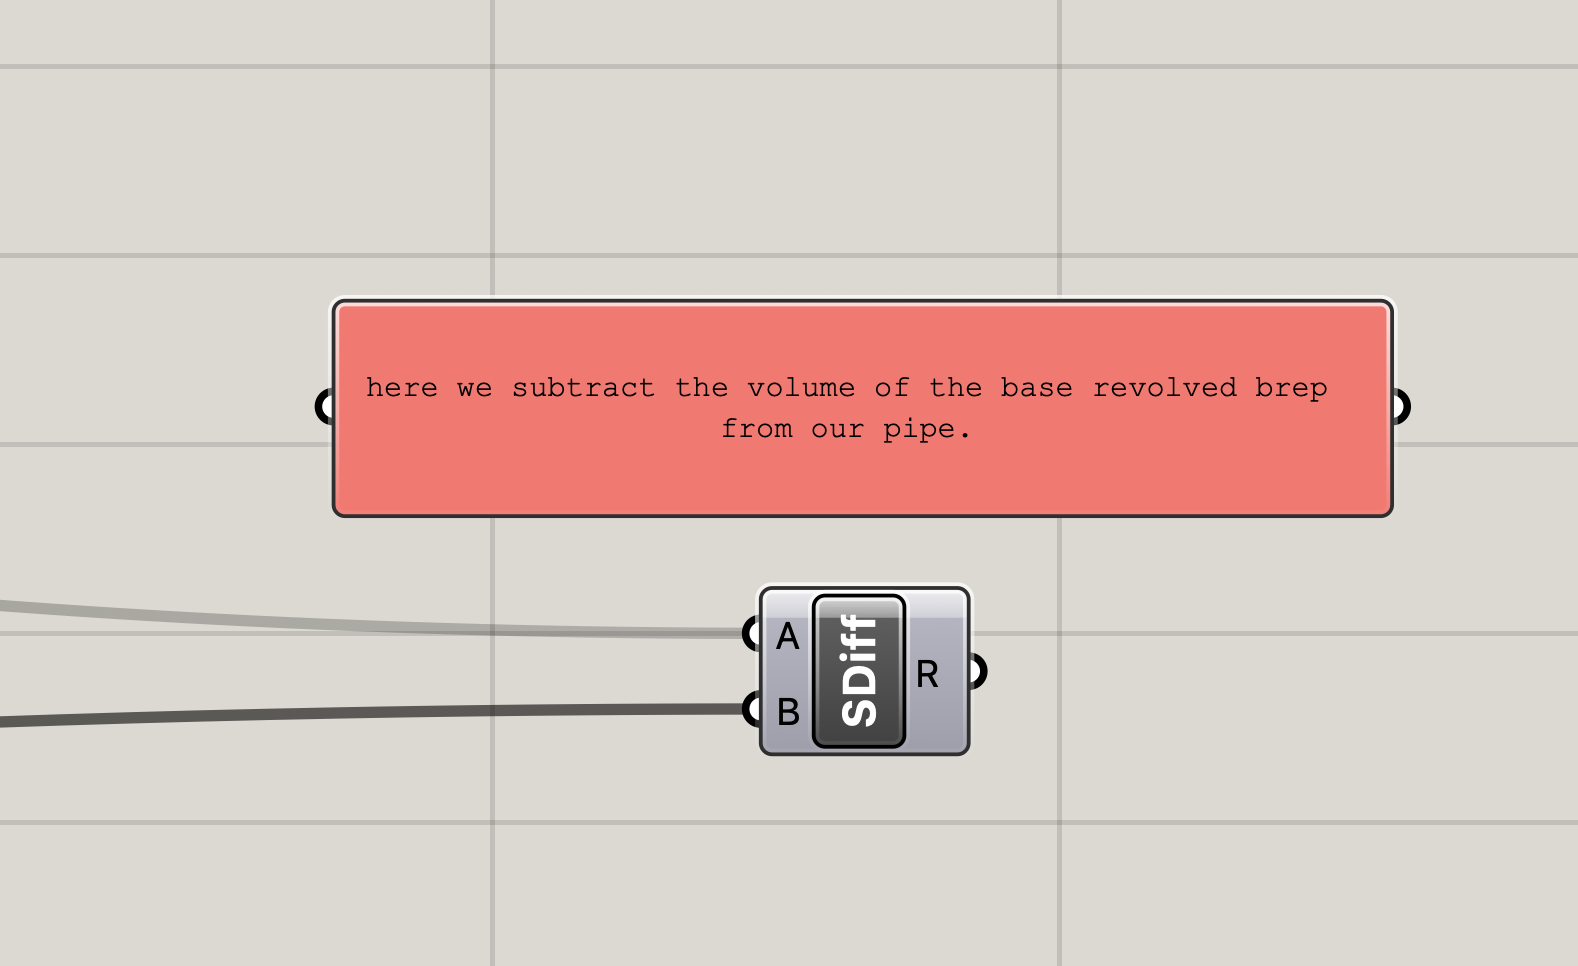 here we subtract the volume of the base revolved brep
from our pipe.
A
SDiff
R
B